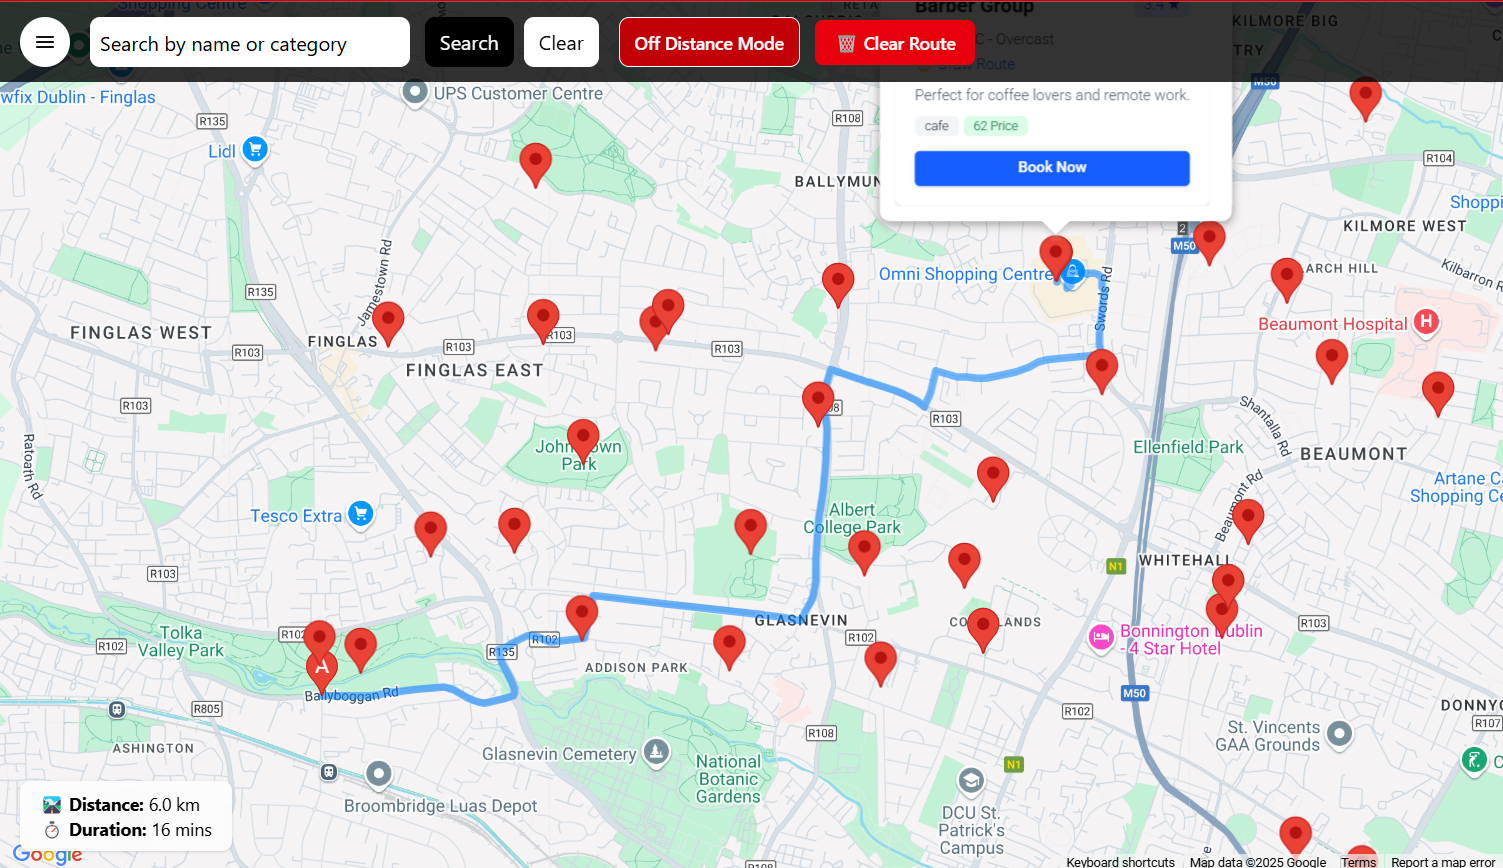 Search by name or category
Search
Clear
Off Distance Mode
Clear Route
Barber Group
3.4
C - Overcast
Route
Perfect for coffee lovers and remote work.
cafe
62 Price
Book Now
KILMORE BIG
TRY
M50
wfix Dublin - Finglas
UPS Customer Centre
R135
R108
Lidl
R104
BALLYMUN
Shoppi
KILMORE WEST
2
M50
Jamestown Rd
Omni Shopping Centre
ARCH HILL
Kilbarron
R135
Swords Rd
Beaumont Hospital
H
FINGLAS WEST
FINGLAS
R103
R103
R103
R103
FINGLAS EAST
R103
R103
Shantalla Rd
Ratoath Rd
Johnstown
Park
Ellenfield Park
BEAUMONT
Artane Ca
Shopping Ce
Beaumont Rd
Tesco Extra
Albert
College Park
R103
N1
WHITEHALL
Tolka
Valley Park
R102
R102
R102
R135
GLASNEVIN
R102
R103
Bonnington Dublin
- 4 Star Hotel
ADDISON PARK
A
Ballyboggan Rd
R805
M50
R102
DONNYC
R107
ASHINGTON
R108
St. Vincents
GAA Grounds
Glasnevin Cemetery
National
Botanic
Gardens
N1
Broombridge Luas Depot
DCU St.
Patrick's
Campus
Distance: 6.0 km
Duration: 16 mins
Google
R108
Keyboard shortcuts
Map data ©2025 Google
Terms
Report a map error